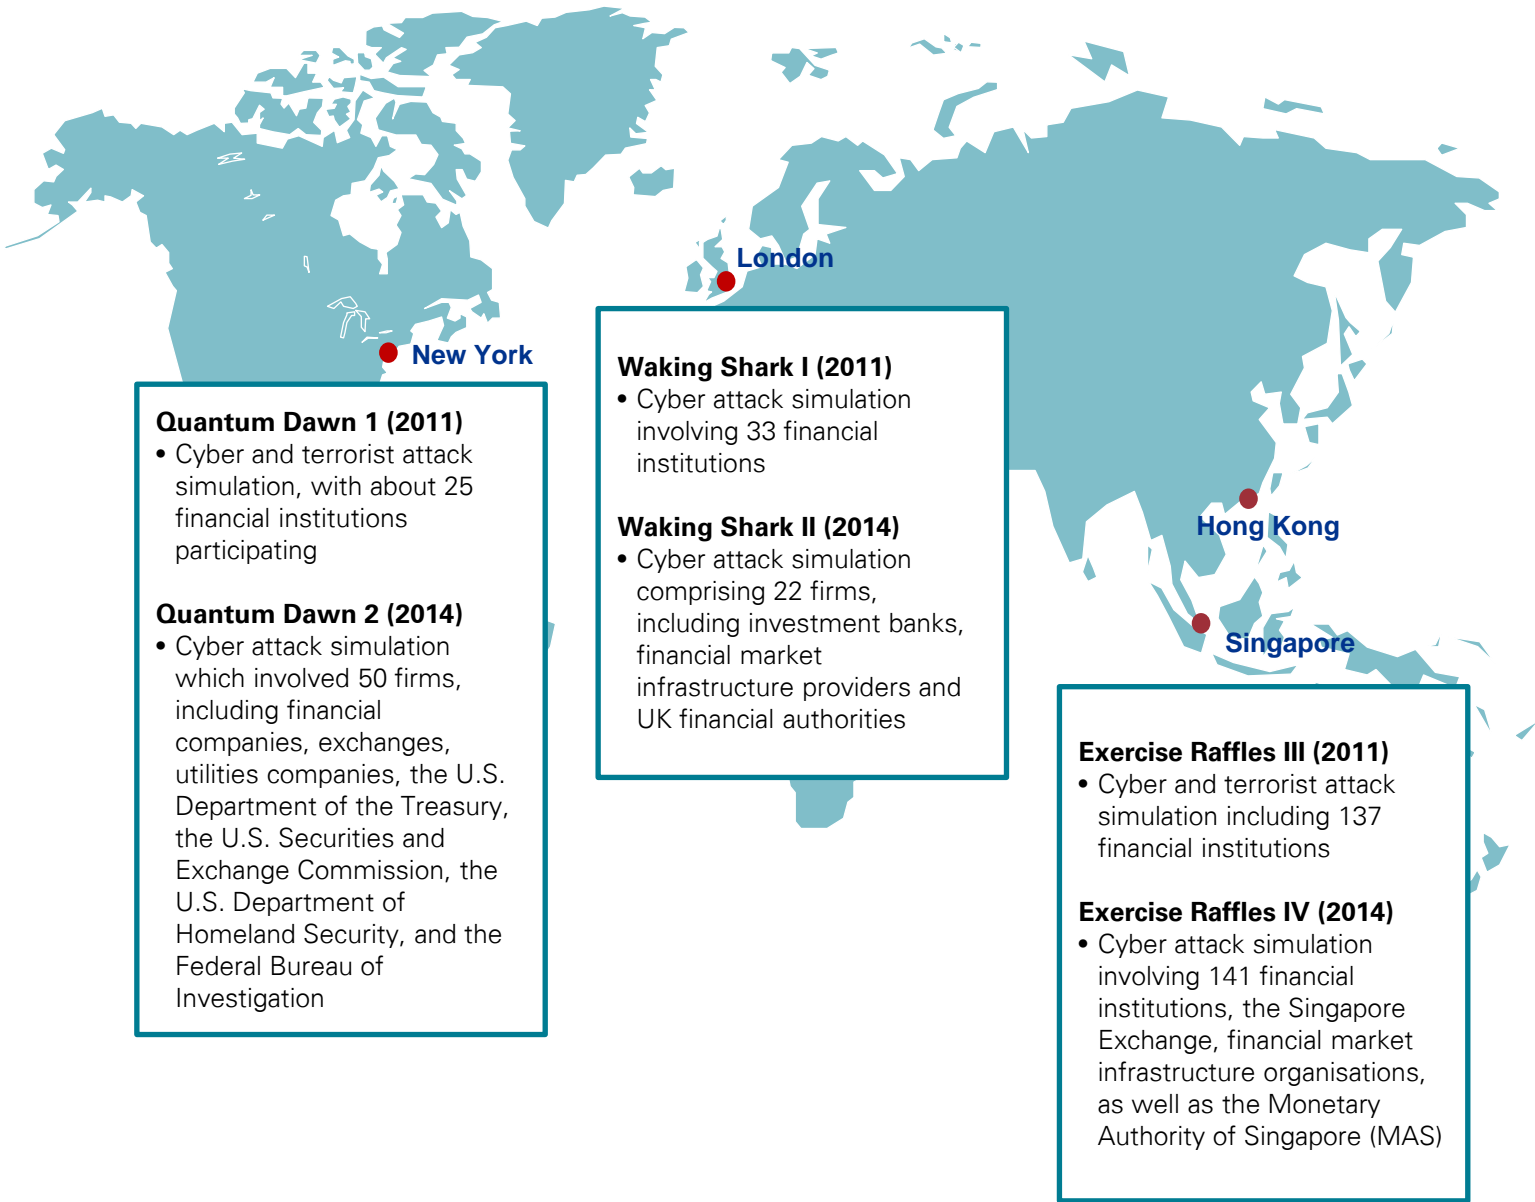 London
New York
Hong Kong
Singapore
Quantum Dawn 1 (2011)
• Cyber and terrorist attack
simulation, with about 25
financial institutions
participating
Quantum Dawn 2 (2014)
• Cyber attack simulation
which involved 50 firms,
including financial
companies, exchanges,
utilities companies, the U.S.
Department of the Treasury,
the U.S. Securities and
Exchange Commission, the
U.S. Department of
Homeland Security, and the
Federal Bureau of
Investigation
Waking Shark I (2011)
• Cyber attack simulation
involving 33 financial
institutions
Waking Shark II (2014)
• Cyber attack simulation
comprising 22 firms,
including investment banks,
financial market
infrastructure providers and
UK financial authorities
Exercise Raffles III (2011)
• Cyber and terrorist attack
simulation including 137
financial institutions
Exercise Raffles IV (2014)
• Cyber attack simulation
involving 141 financial
institutions, the Singapore
Exchange, financial market
infrastructure organisations,
as well as the Monetary
Authority of Singapore (MAS)